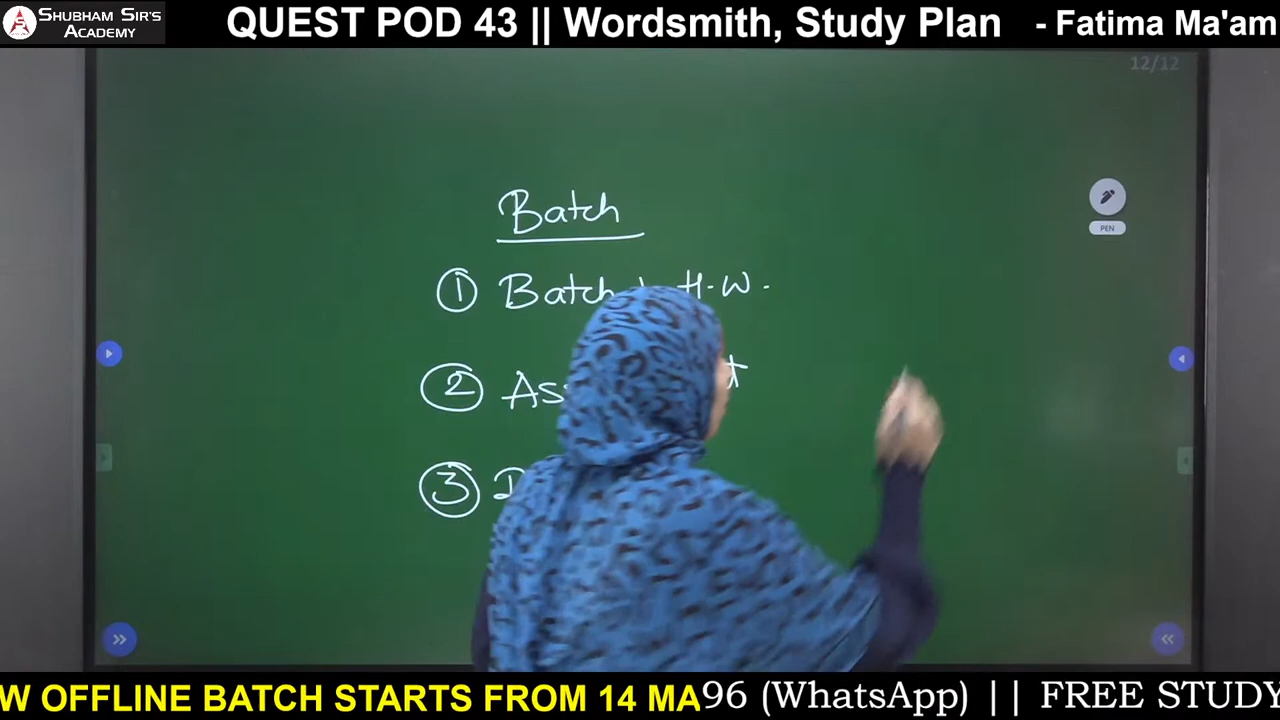 SHUBHAM SIR'S
ACADEMY
QUEST POD 43 || Wordsmith, Study Plan - Fatima Ma'am
12/12
Batch
PEN
① Batch H.W.
②
③
W OFFLINE BATCH STARTS FROM 14 MA96 (WhatsApp) || FREE STUDY